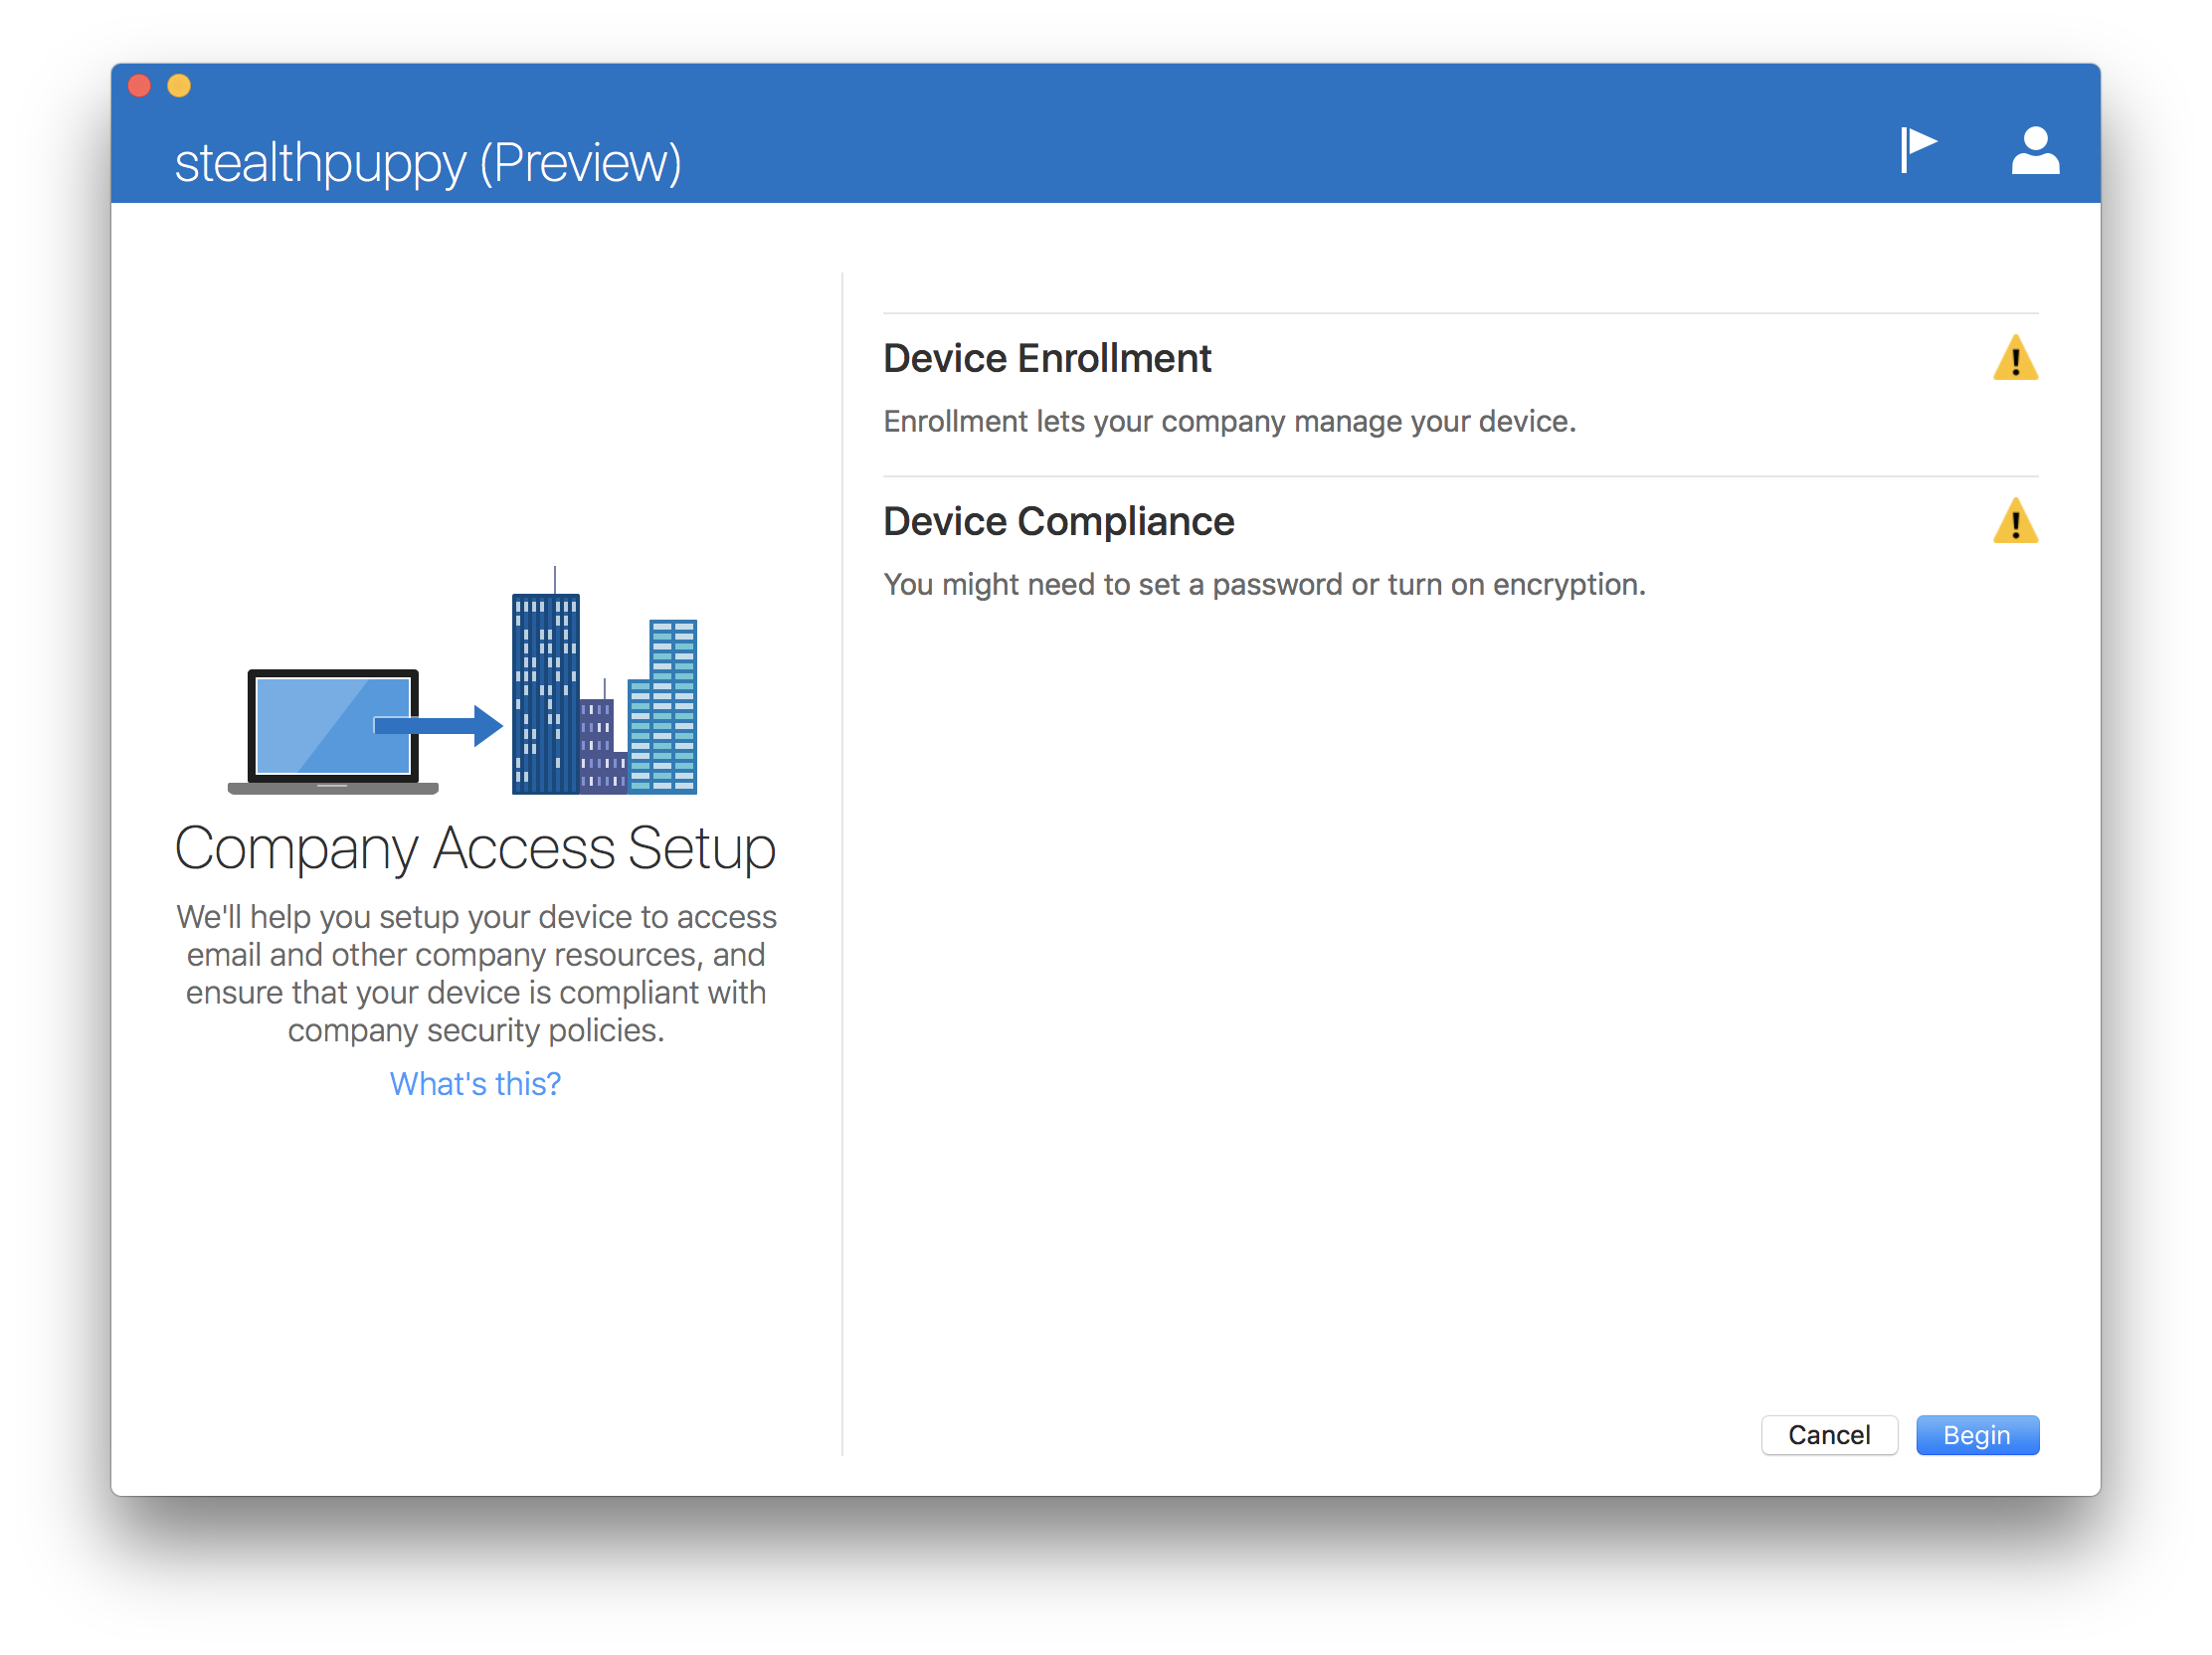 stealthpuppy (Preview)
Company Access Setup
We'll help you setup your device to access
email and other company resources, and
ensure that your device is compliant with
company security policies.
What's this?
Device Enrollment
Enrollment lets your company manage your device.
Device Compliance
You might need to set a password or turn on encryption.
Cancel
Begin